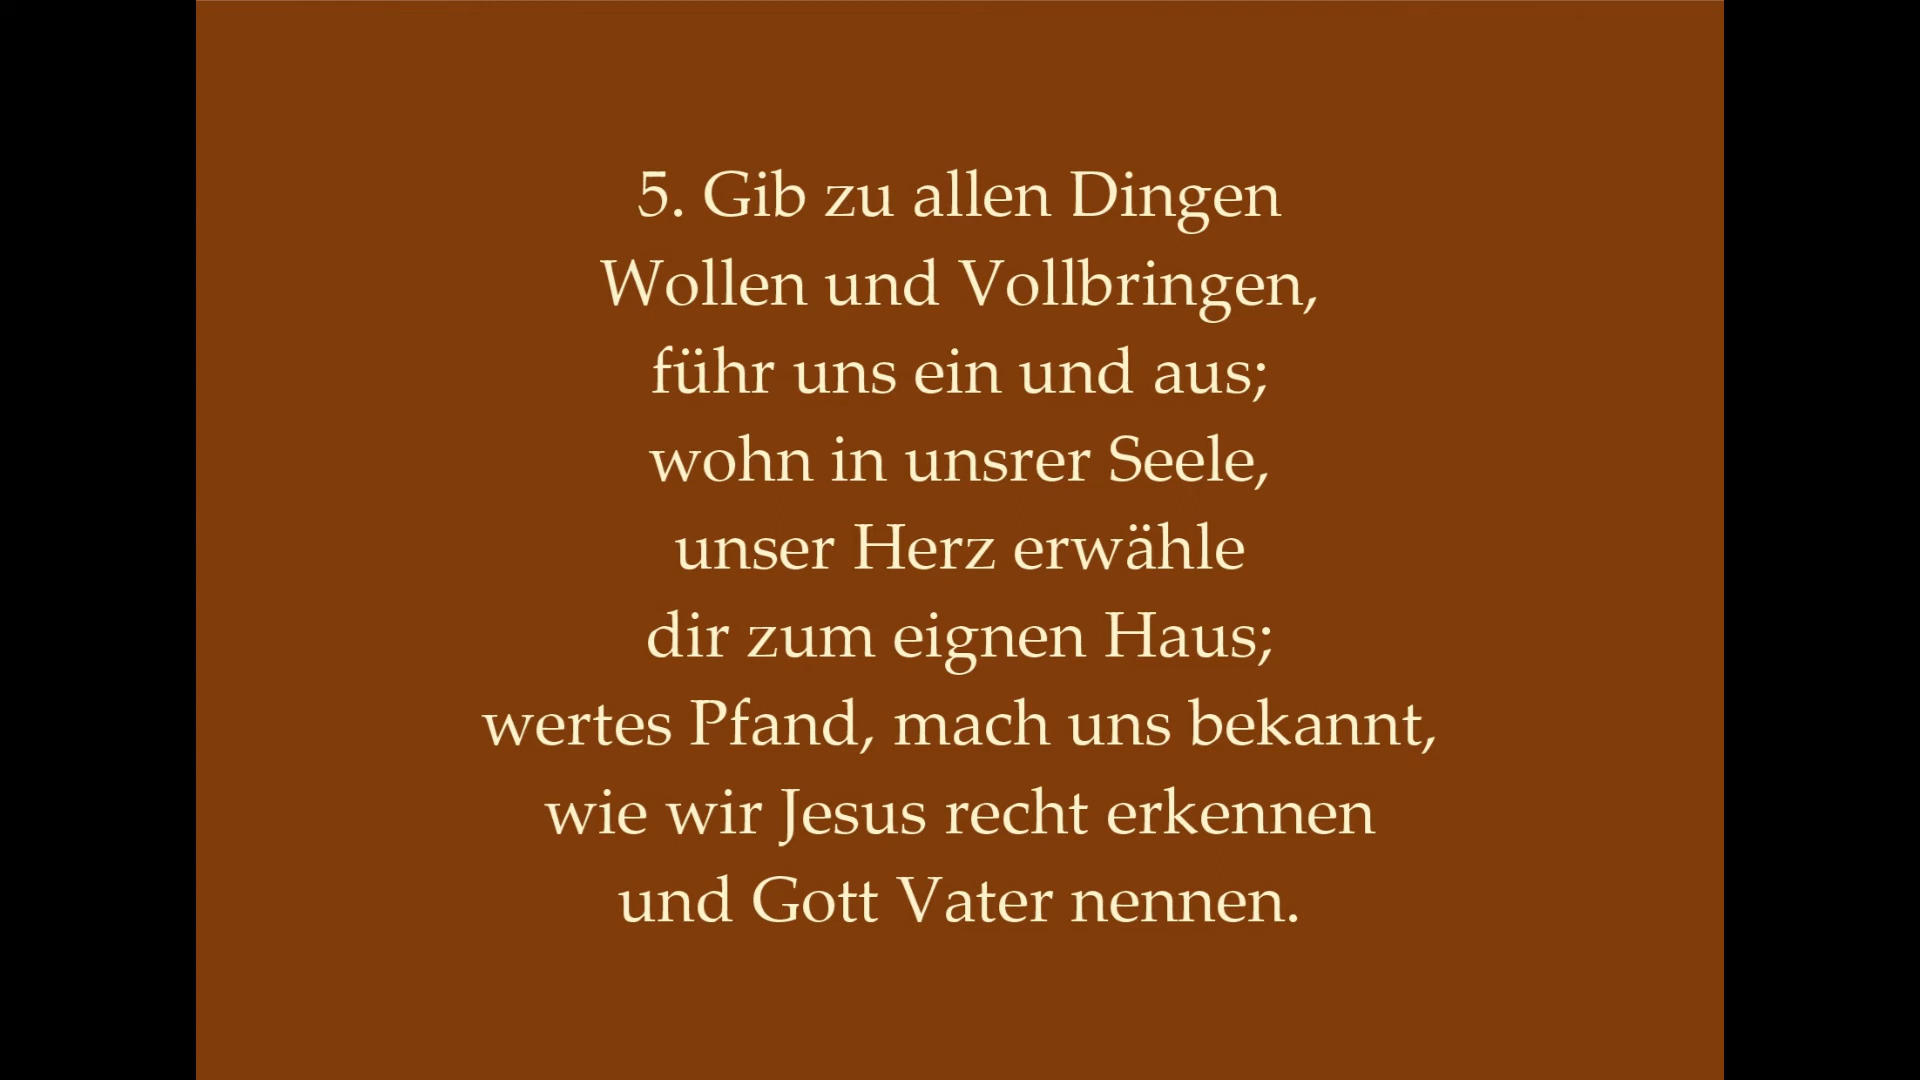 5. Gib zu allen Dingen
Wollen und Vollbringen,
führ uns ein und aus;
wohn in unsrer Seele,
unser Herz erwähle
dir zum eignen Haus;
wertes Pfand, mach uns bekannt,
wie wir Jesus recht erkennen
und Gott Vater nennen.